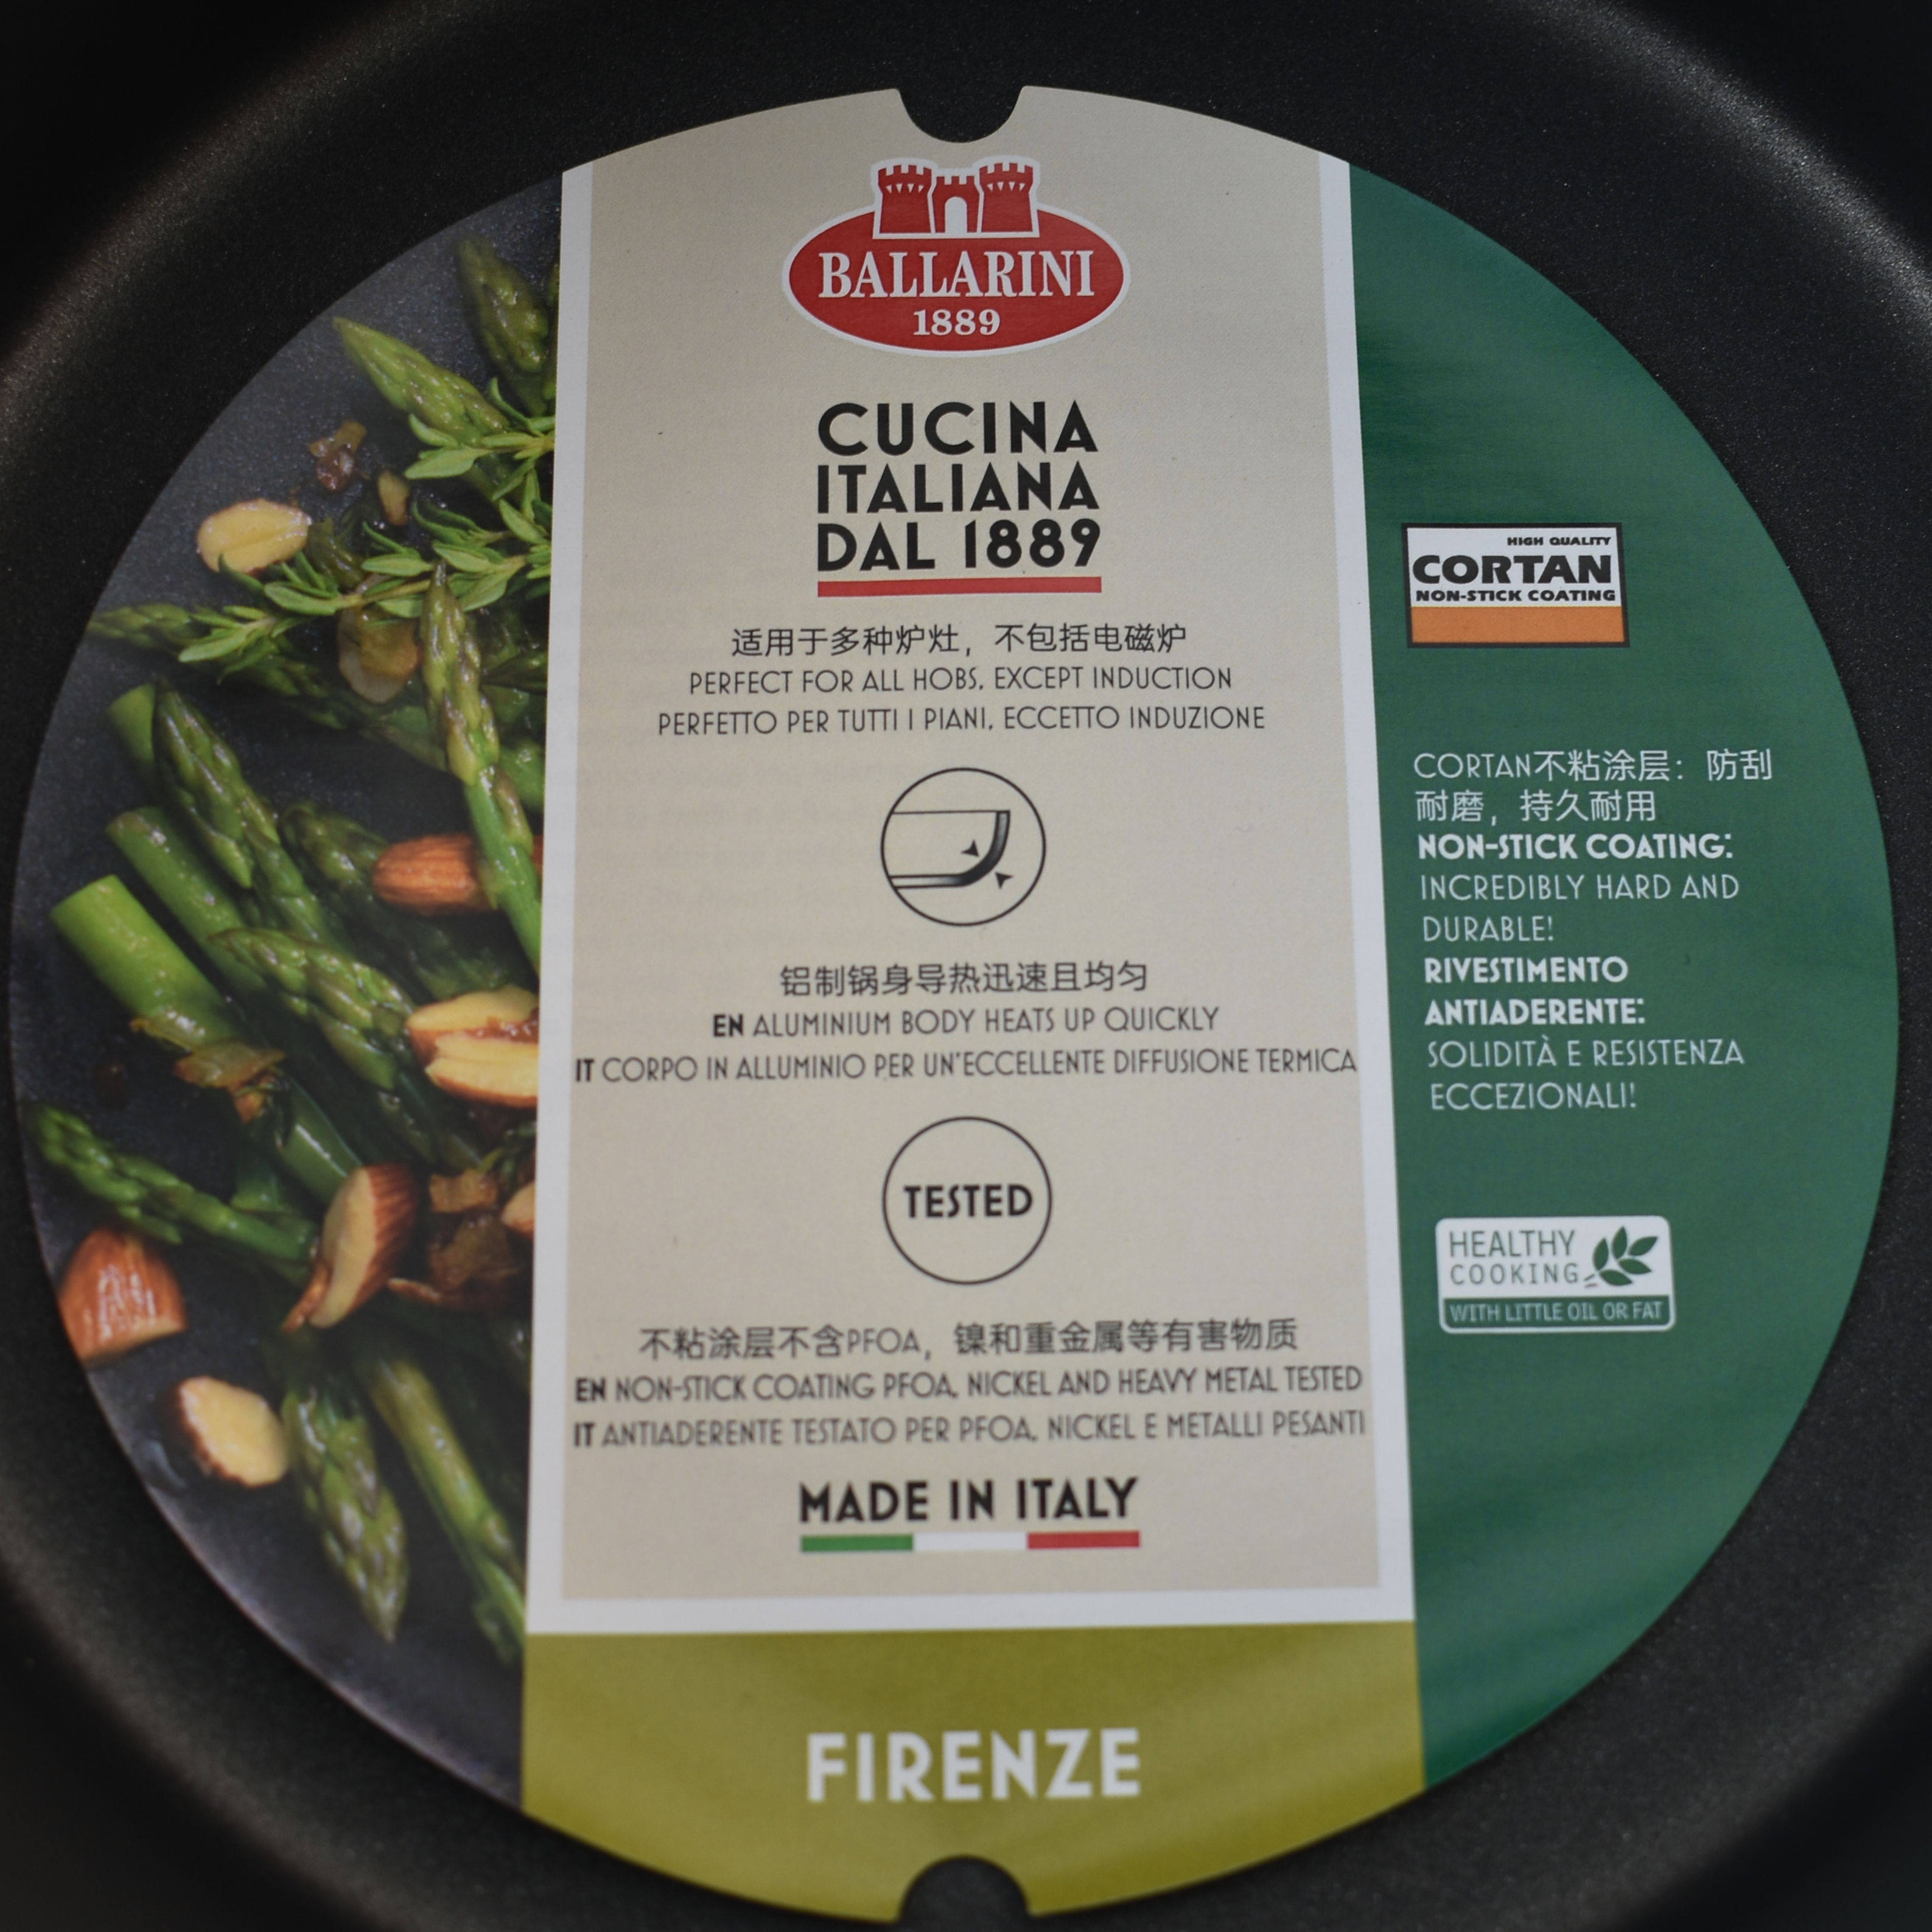 BALLARINI
1889
CUCINA
ITALIANA
DAL 1889
适用于多种炉灶，不包括电磁炉
PERFECT FOR ALL HOBS, EXCEPT INDUCTION
PERFETTO PER TUTTI I PIANI, ECCETTO INDUZIONE
铝制锅身导热迅速且均匀
EN ALUMINIUM BODY HEATS UP QUICKLY
IT CORPO IN ALLUMINIO PER UN'ECCELLENTE DIFFUSIONE TERMICA
TESTED
不粘涂层不含PFOA，镍和重金属等有害物质
EN NON-STICK COATING PFOA, NICKEL AND HEAVY METAL TESTED
IT ANTIADERENTE TESTATO PER PFOA, NICKEL E METALLI PESANTI
MADE IN ITALY
FIRENZE
HIGH QUALITY
CORTAN
NON-STICK COATING
CORTAN不粘涂层：防刮
耐磨，持久耐用
NON-STICK COATING:
INCREDIBLY HARD AND
DURABLE!
RIVESTIMENTO
ANTIADERENTE:
SOLIDITÀ E RESISTENZA
ECCEZIONALI!
HEALTHY
COOKING
WITH LITTLE OIL OR FAT